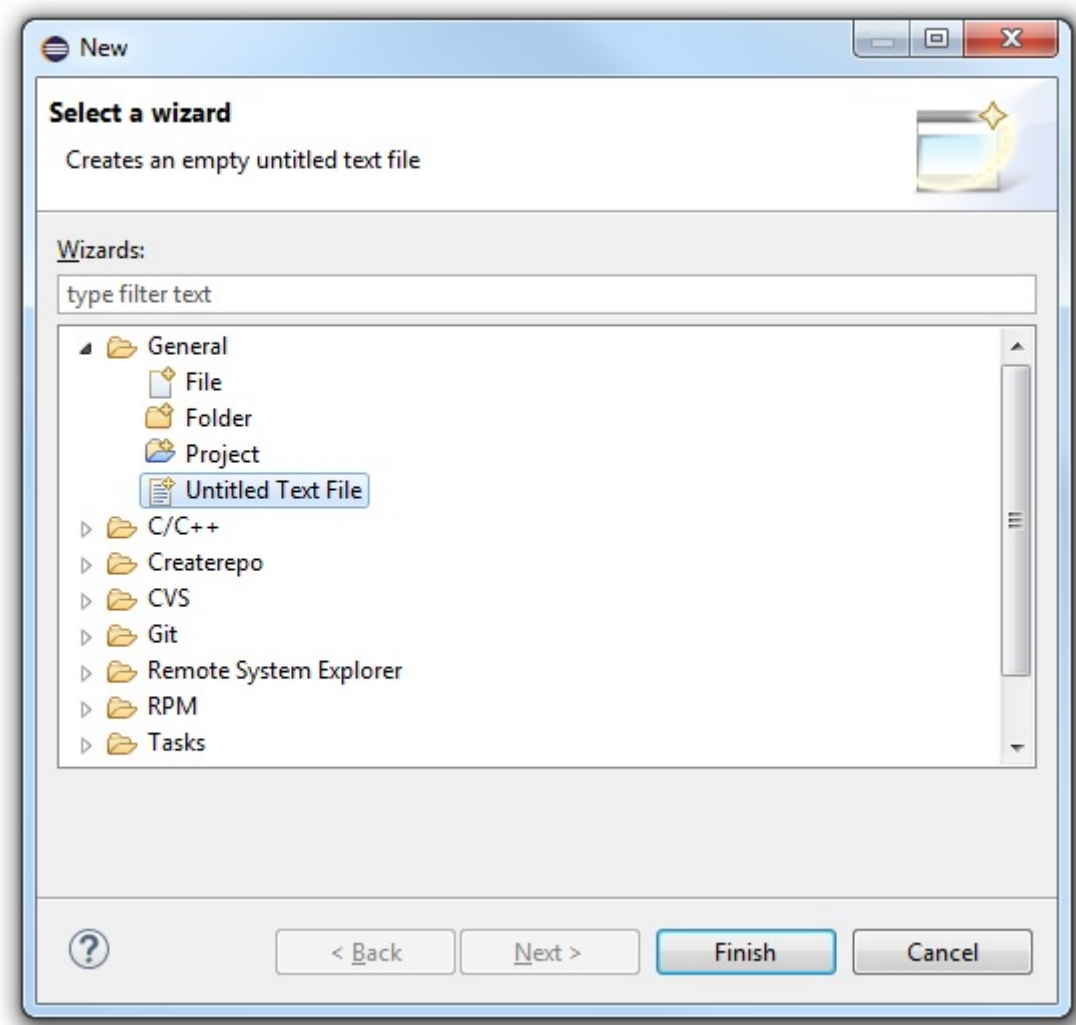 New
Select a wizard
Creates an empty untitled text file
Wizards:
type filter text
General
File
Folder
Project
Untitled Text File
C/C++
Createrepo
CVS
Git
Remote System Explorer
RPM
Tasks
< Back Next > Finish Cancel